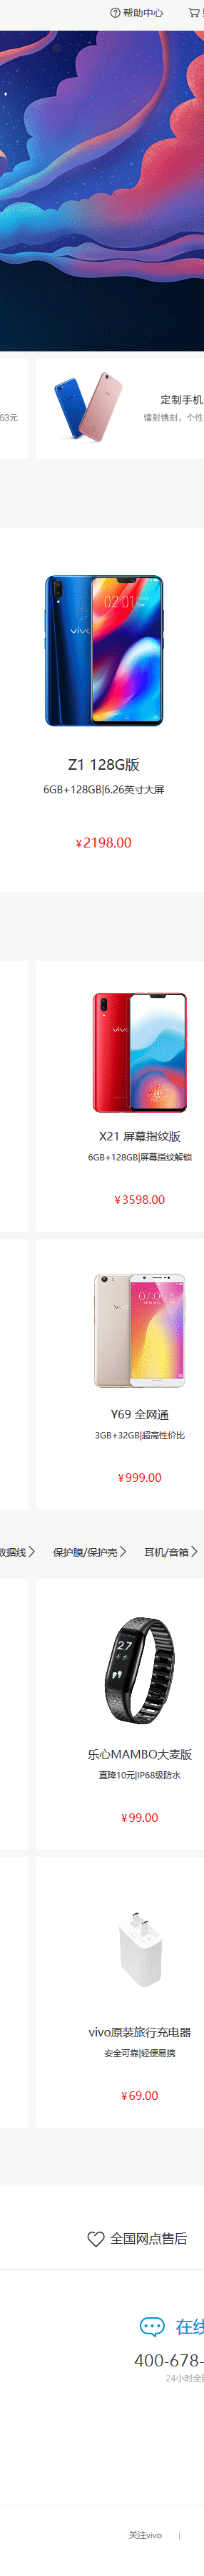 帮助中心
定制手机
63元
镭射镌刻，个性
vivo
02:01
Z1 128G版
6GB+128GB|6.26英寸大屏
¥2198.00
vivo
X21 屏幕指纹版
6GB+128GB|屏幕指纹解锁
¥3598.00
Y69 全网通
3GB+32GB|超高性价比
¥999.00
数据线 保护膜/保护壳 耳机/音箱
乐心MAMBO大麦版
直降10元|IP68级防水
¥99.00
vivo原装旅行充电器
安全可靠|轻便易携
¥69.00
全国网点售后
在线
400-678-
24小时全国
关注vivo |